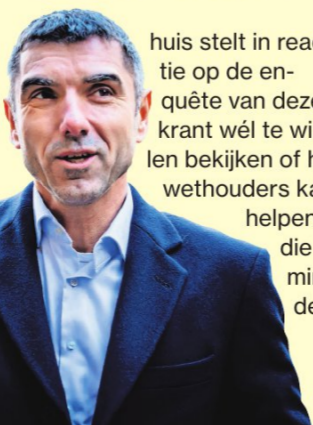 huis stelt in reac
tie op de en-
quête van deze
krant wél te wil
len bekijken of h
wethouders ka
helpen
die
mi
de